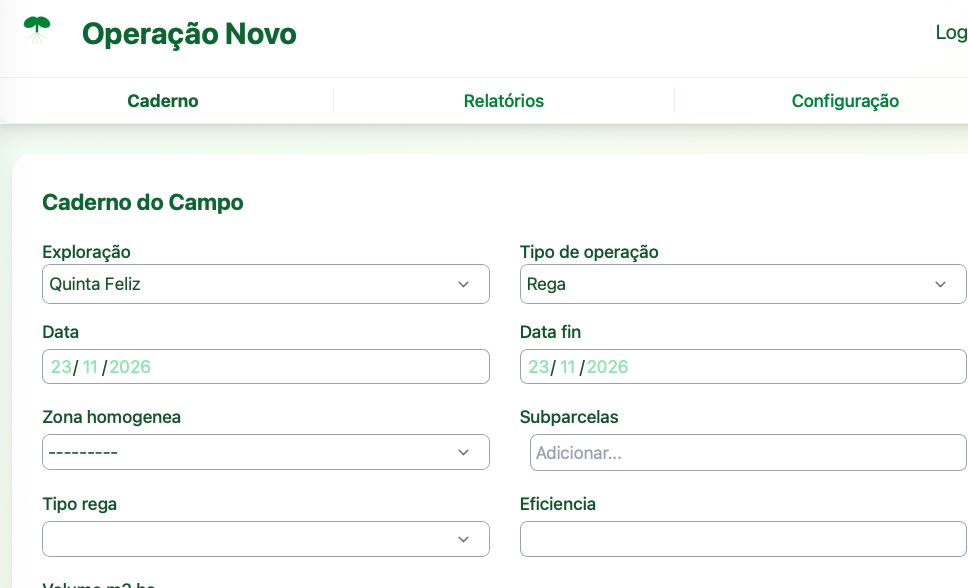 Operação Novo
Log
Caderno
Relatórios
Configuração
Caderno do Campo
Exploração
Tipo de operação
Quinta Feliz
Rega
Data
Data fin
23/ 11 /2026
23/ 11 /2026
Zona homogenea
Subparcelas
---------
Adicionar...
Tipo rega
Eficiencia